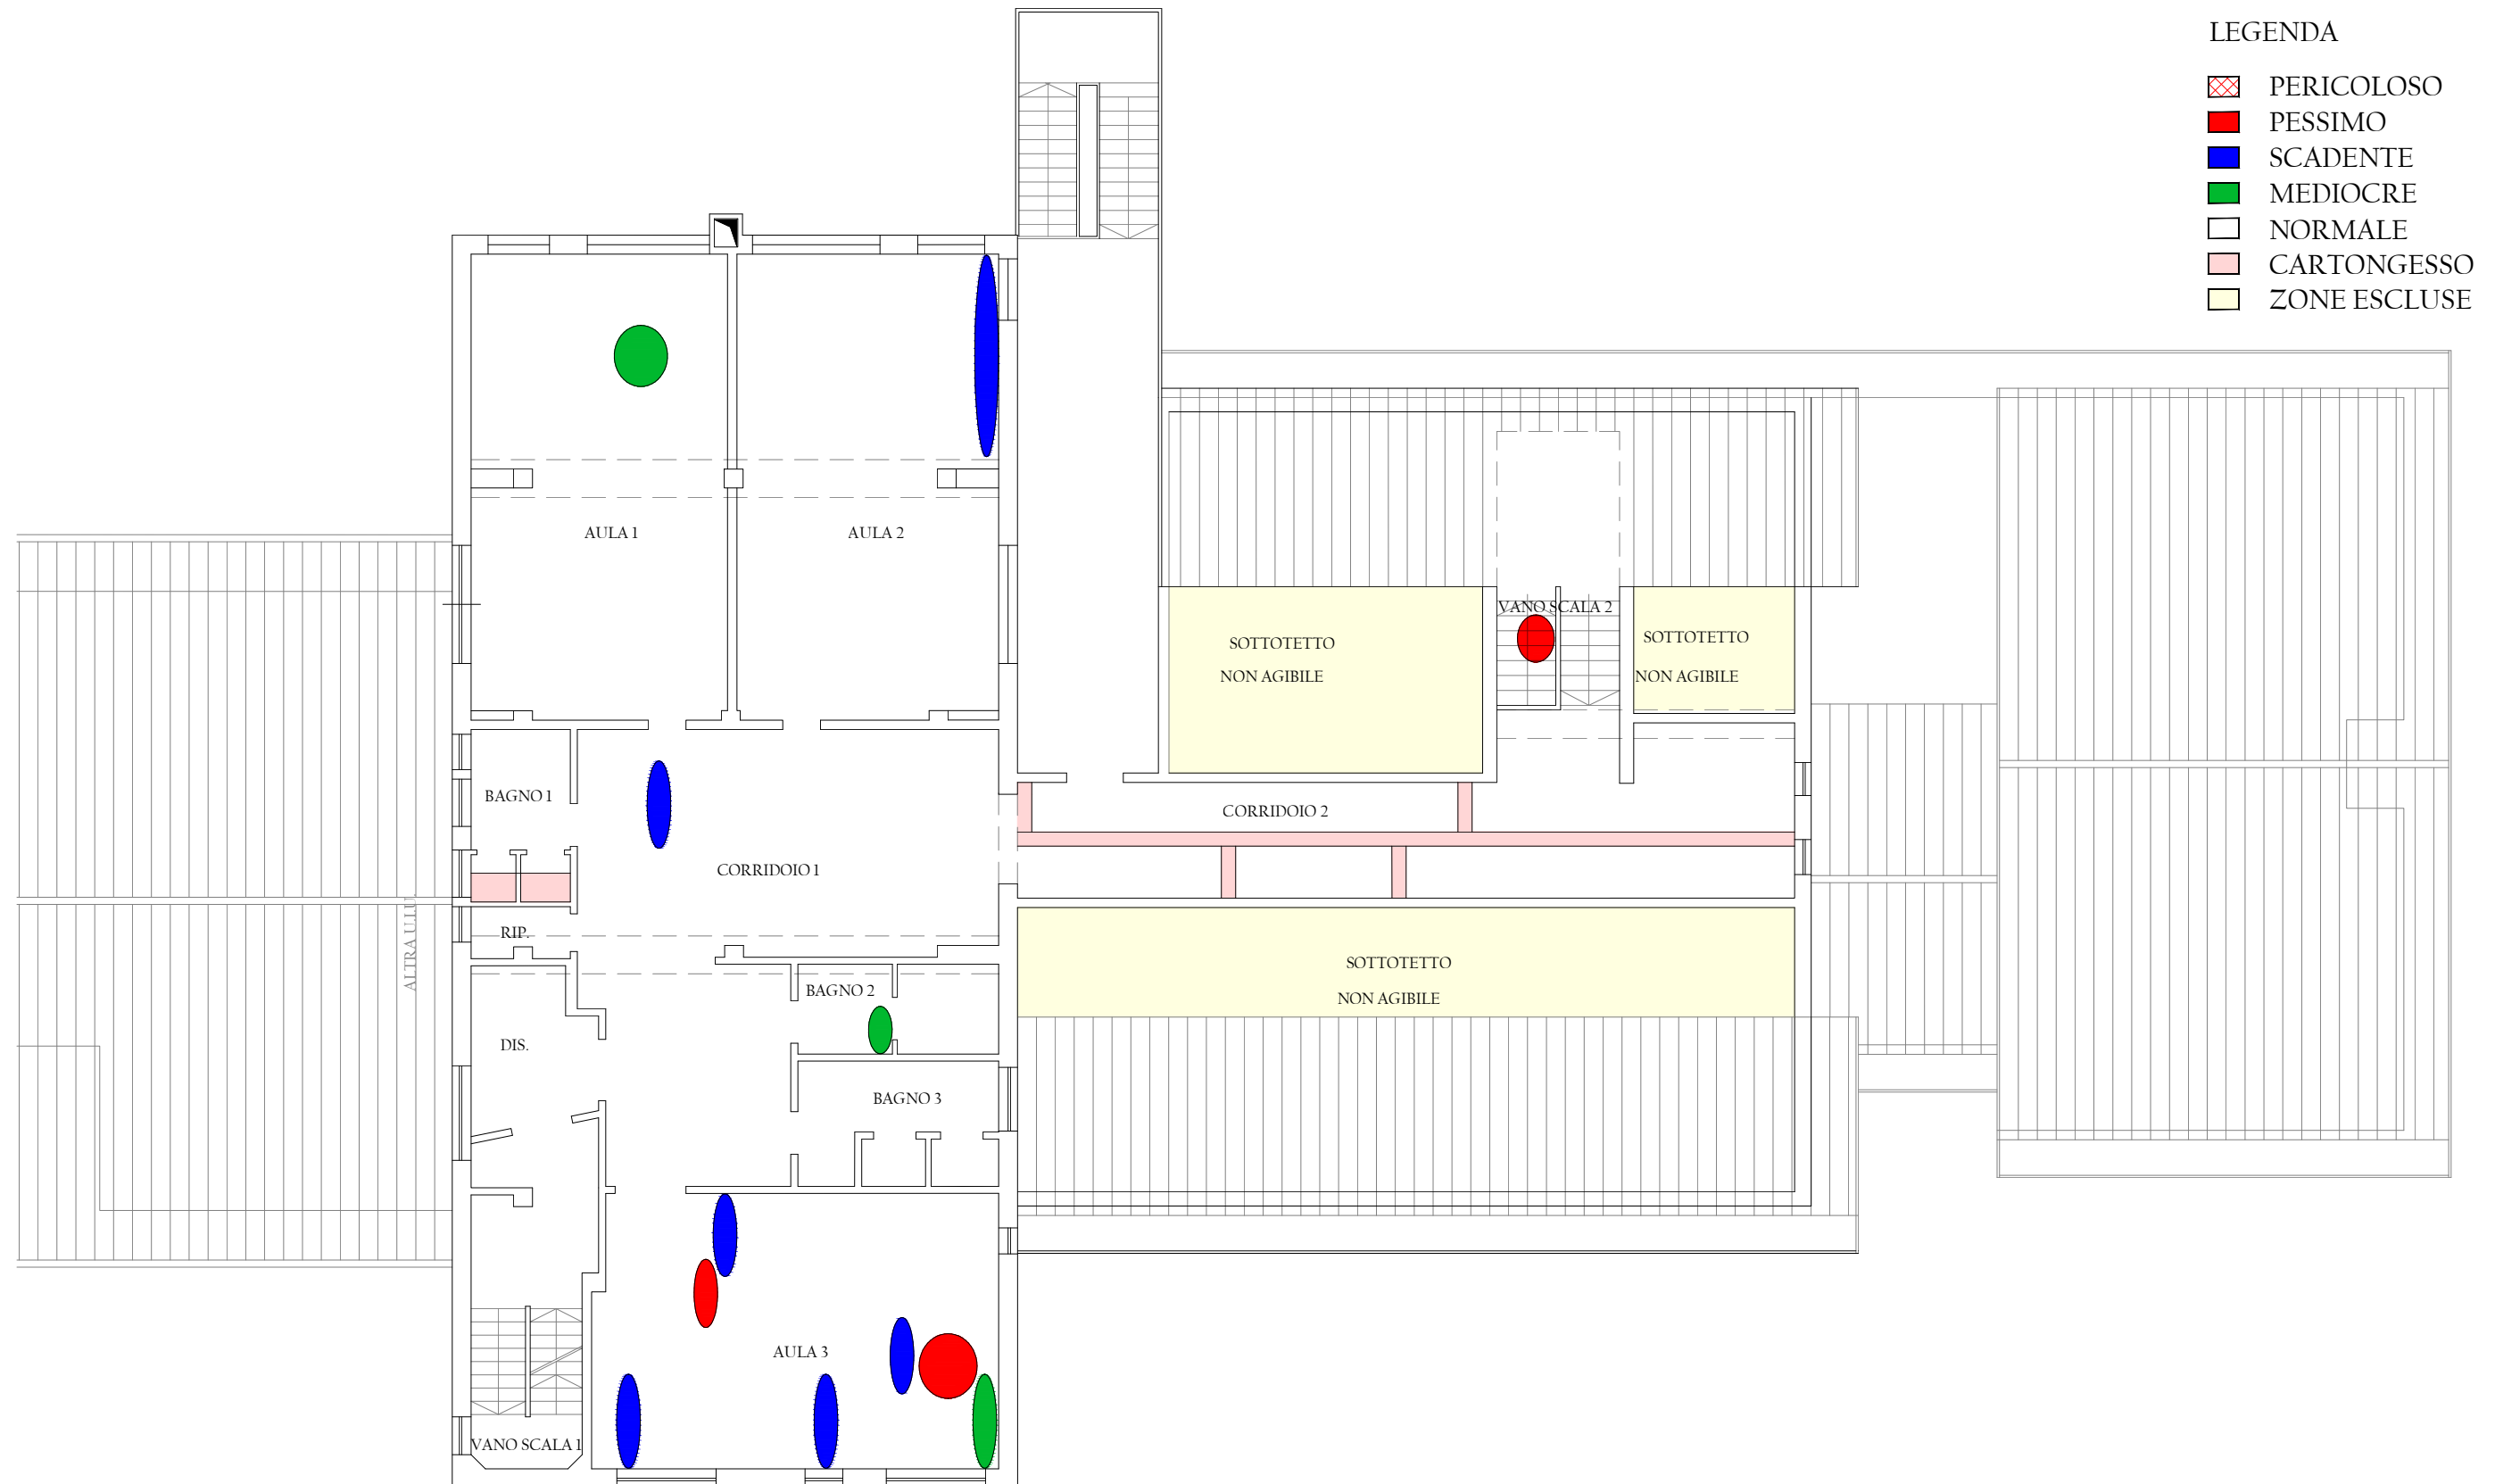 LEGENDA
PERICOLOSO
PESSIMO
SCADENTE
MEDIOCRE
NORMALE
CARTONGESSO
ZONE ESCLUSE
AULA 1
AULA 2
VANO SCALA 2
SOTTOTETTO
NON AGIBILE
SOTTOTETTO
NON AGIBILE
BAGNO 1
CORRIDOIO 2
CORRIDOIO 1
RIP.
ALTRA U.I.U.
SOTTOTETTO
NON AGIBILE
BAGNO 2
DIS.
BAGNO 3
AULA 3
VANO SCALA 1